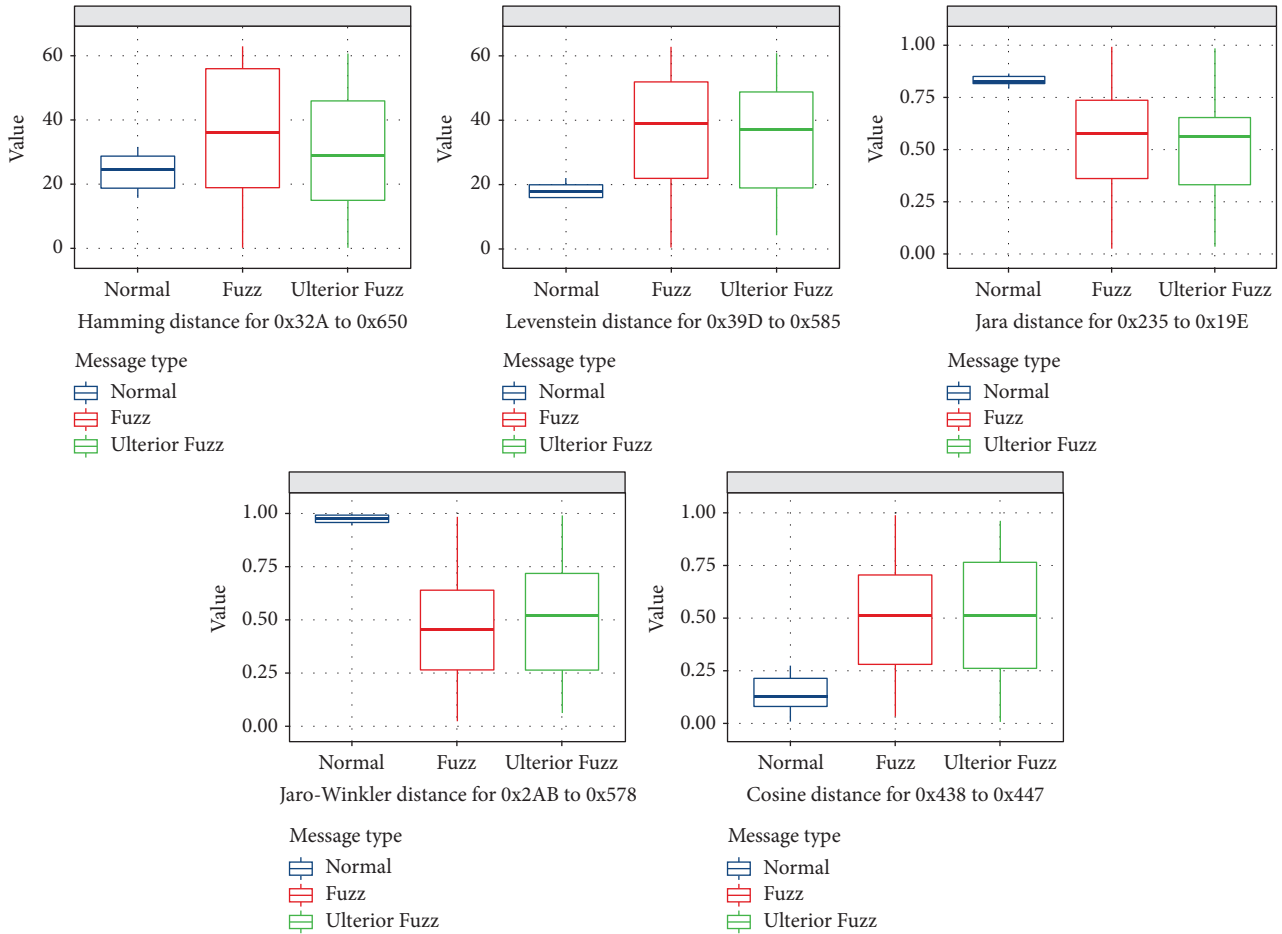 Value
60
40
20
0
Normal Fuzz Ulterior Fuzz
Hamming distance for 0x32A to 0x650
Message type
Normal
Fuzz
Ulterior Fuzz
Value
60
40
20
0
Normal Fuzz Ulterior Fuzz
Levenstein distance for 0x39D to 0x585
Message type
Normal
Fuzz
Ulterior Fuzz
Value
1.00
0.75
0.50
0.25
0.00
Normal Fuzz Ulterior Fuzz
Jara distance for 0x235 to 0x19E
Message type
Normal
Fuzz
Ulterior Fuzz
Value
1.00
0.75
0.50
0.25
0.00
Normal Fuzz Ulterior Fuzz
Jaro-Winkler distance for 0x2AB to 0x578
Message type
Normal
Fuzz
Ulterior Fuzz
Value
1.00
0.75
0.50
0.25
0.00
Normal Fuzz Ulterior Fuzz
Cosine distance for 0x438 to 0x447
Message type
Normal
Fuzz
Ulterior Fuzz